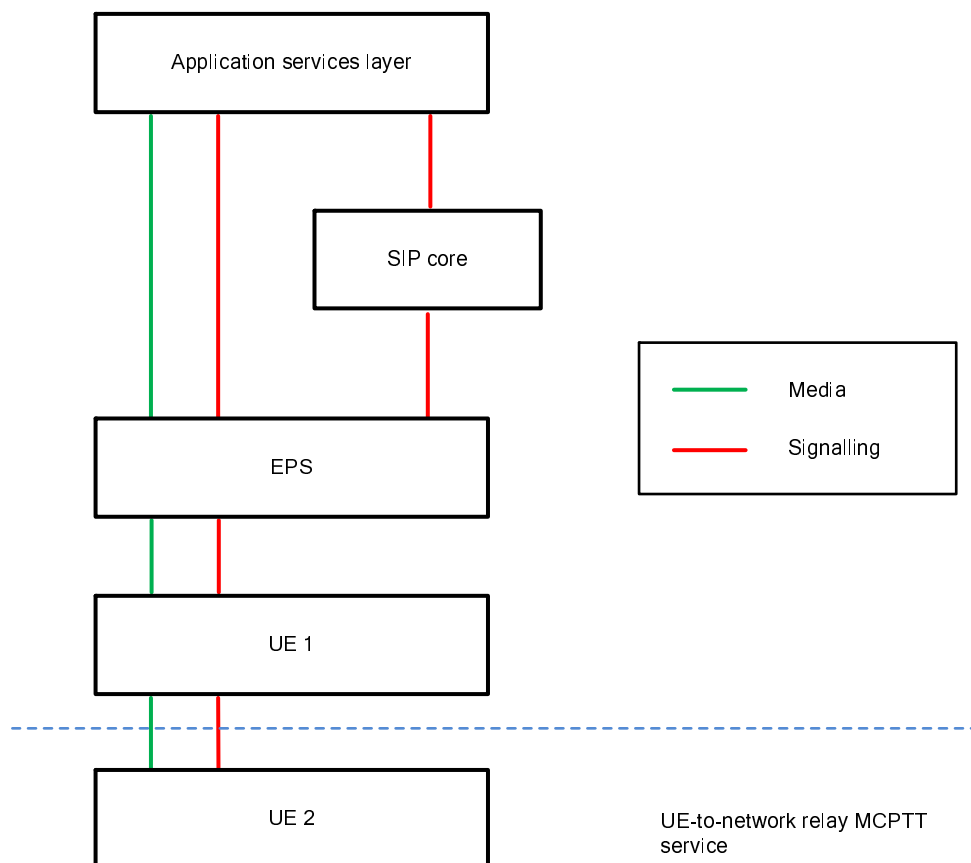 Application services layer
SIP core
Media
Signalling
EPS
UE 1
UE 2
UE-to-network relay MCPTT
service